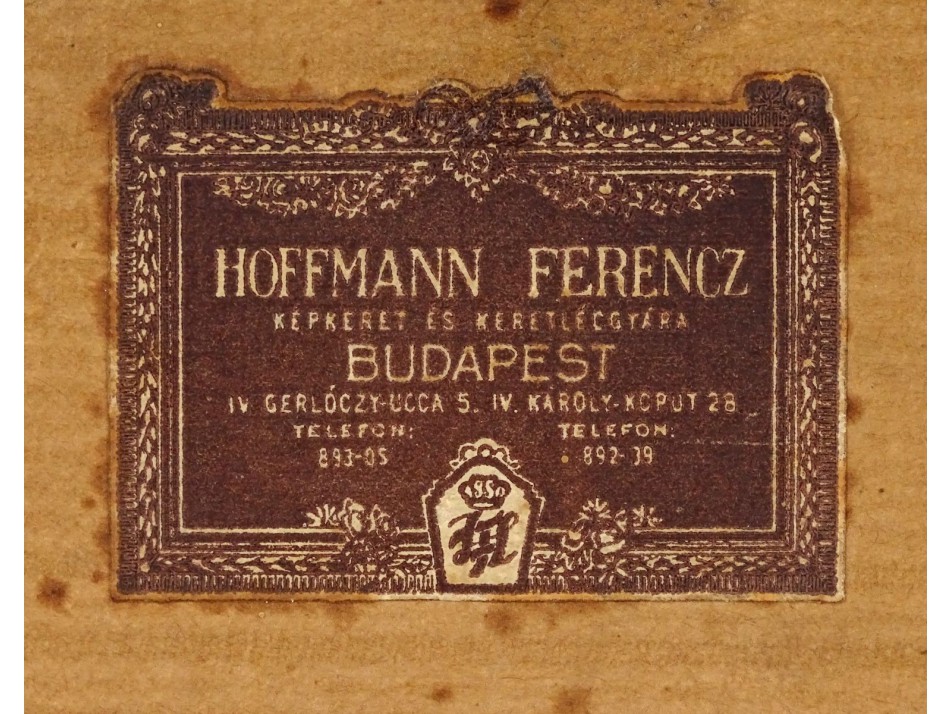 HOFFMANN FERENCZ
KÉPKERET ÉS KERETLÉCGYÁRA
BUDAPEST
IV. GERLÓCZY-UCCA 5. IV. KÁROLY-KÖPUT 28.
TELEFON: TELEFON:
893-05 892-39